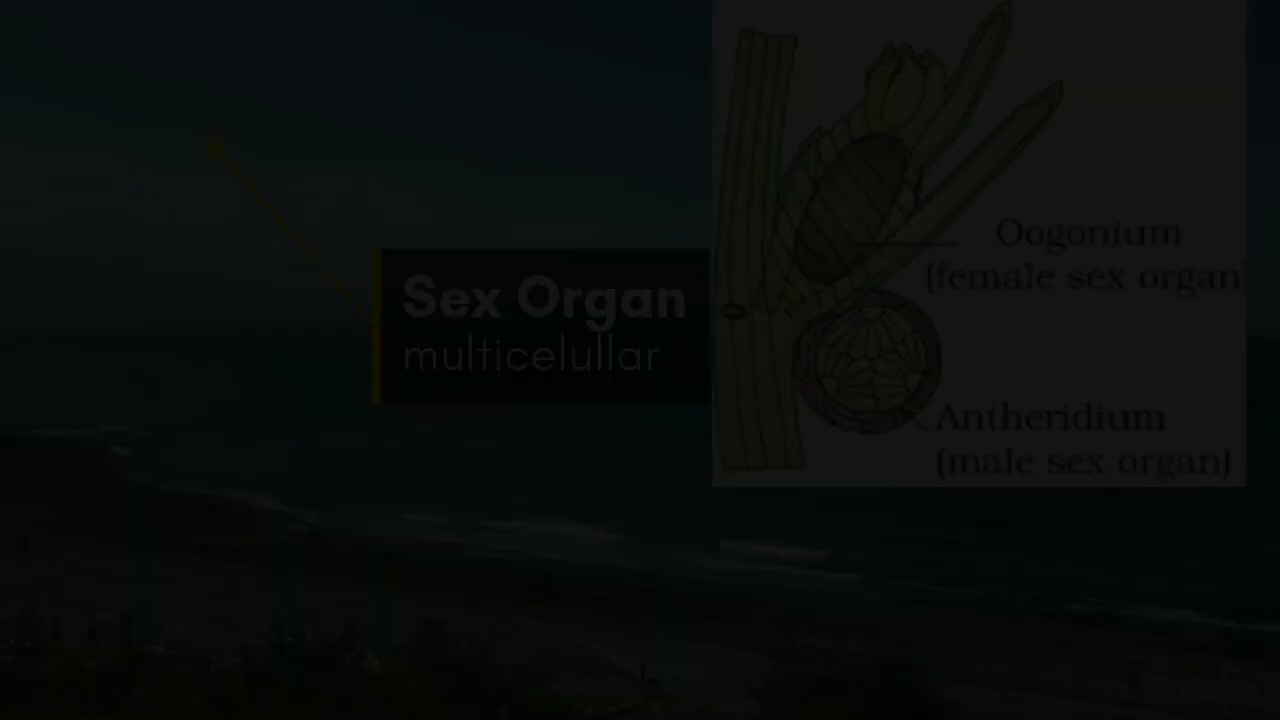 Sex Organ
multicelullar
Oogonium
(female sex organ
Antheridium
(male sex organ)